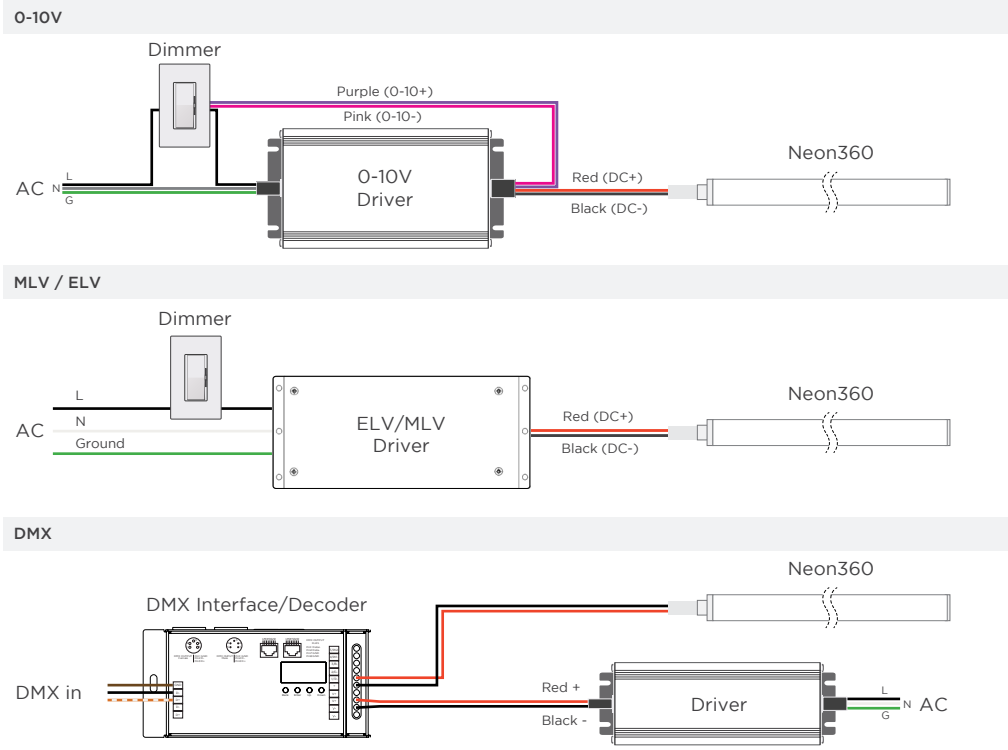 0-10V
Dimmer
Purple (0-10+)
Pink (0-10-)
Neon360
AC
L
N
G
0-10V
Driver
Red (DC+)
Black (DC-)
MLV / ELV
Dimmer
Neon360
L
AC
N
Ground
ELV/MLV
Driver
Red (DC+)
Black (DC-)
DMX
Neon360
DMX Interface/Decoder
DMX in
Red +
Black -
Driver
L
N
G
AC